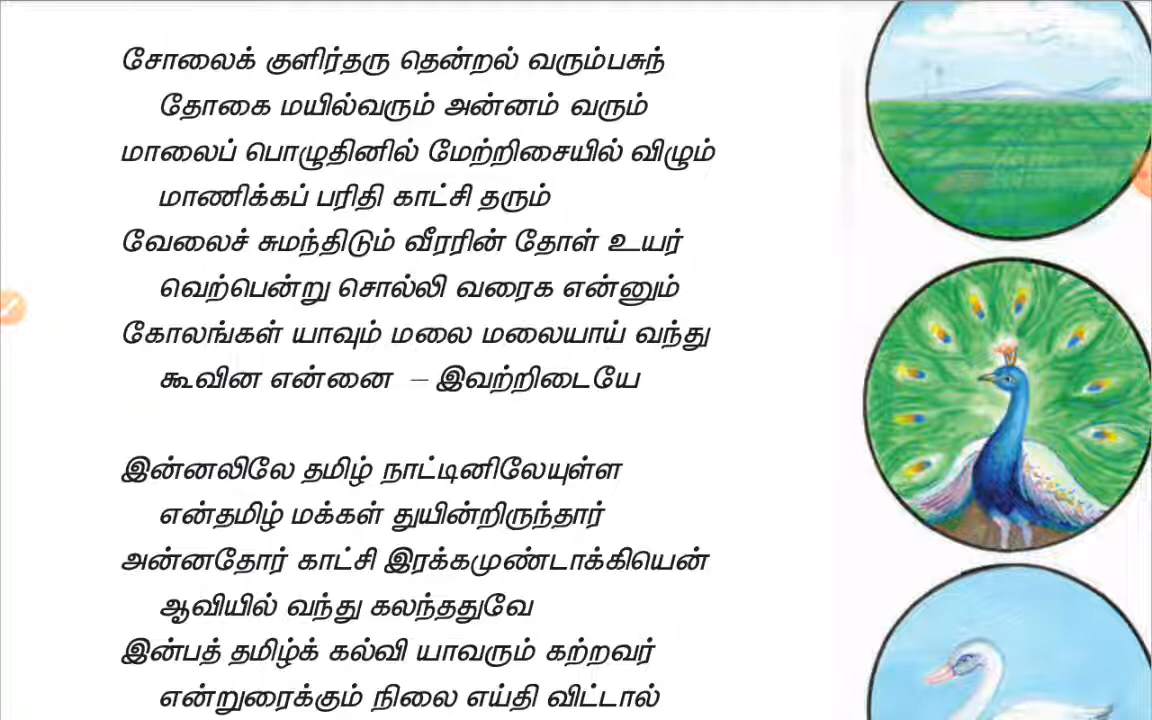 சோலைக் குளிர்தரு தென்றல் வரும்பசுந்
தோகை மயில்வரும் அன்னம் வரும்
மாலைப் பொழுதினில் மேற்றிசையில் விழும்
மாணிக்கப் பரிதி காட்சி தரும்
வேலைச் சுமந்திடும் வீரரின் தோள் உயர்
வெற்பென்று சொல்லி வரைக என்னும்
கோலங்கள் யாவும் மலை மலையாய் வந்து
கூவின என்னை – இவற்றிடையே
இன்னலிலே தமிழ் நாட்டினிலேயுள்ள
என்தமிழ் மக்கள் துயின்றிருந்தார்
அன்னதோர் காட்சி இரக்கமுண்டாக்கியென்
ஆவியில் வந்து கலந்ததுவே
இன்பத் தமிழ்க் கல்வி யாவரும் கற்றவர்
என்றுரைக்கும் நிலை எய்தி விட்டால்